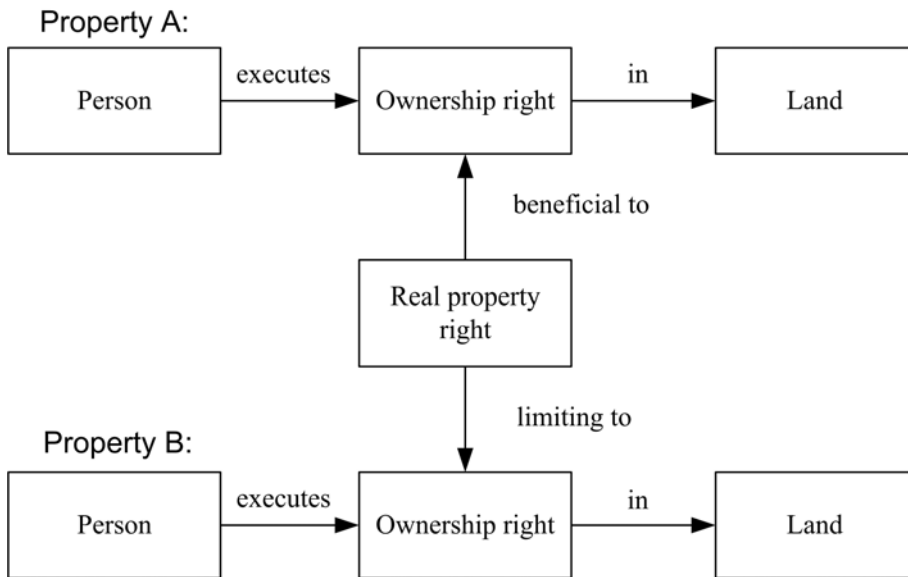 Property A:
executes
in
Person
Ownership right
Land
beneficial to
Real property
right
limiting to
Property B:
executes
in
Person
Ownership right
Land